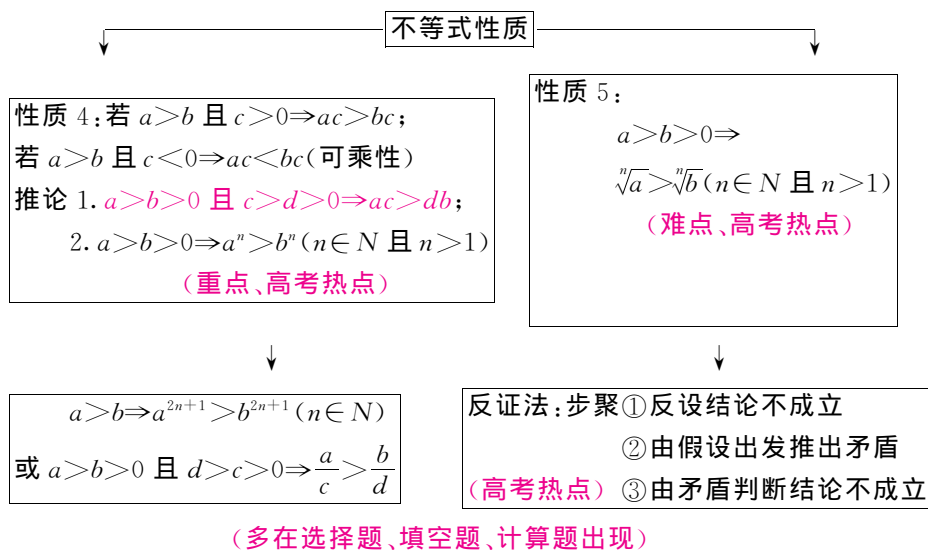 不等式性质
性质 4:若 a>b 且 c>0⇒ac>bc;
若 a>b 且 c<0⇒ac<bc(可乘性)
推论 1. a>b>0 且 c>d>0⇒ac>db;
2. a>b>0⇒aⁿ>bⁿ(n∈N 且 n>1)
(重点、高考热点)
性质 5:
a>b>0⇒
ⁿ√a>ⁿ√b(n∈N 且 n>1)
(难点、高考热点)
a>b⇒a²ⁿ⁺¹>b²ⁿ⁺¹(n∈N)
或 a>b>0 且 d>c>0⇒a/c>b/d
反证法:步聚①反设结论不成立
②由假设出发推出矛盾
(高考热点) ③由矛盾判断结论不成立
(多在选择题、填空题、计算题出现)